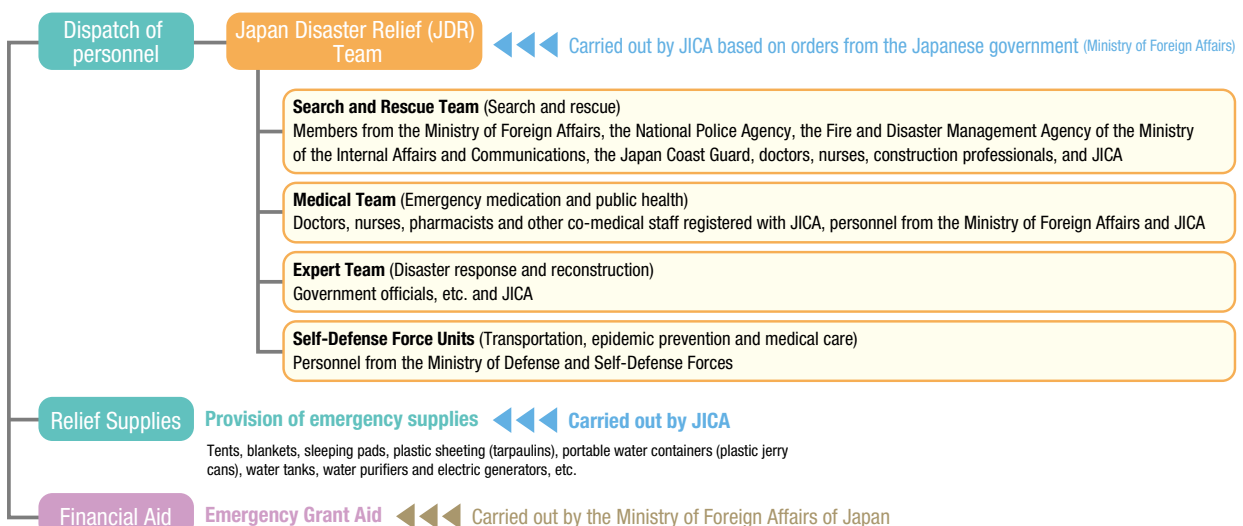 Dispatch of
personnel
Japan Disaster Relief (JDR)
Team
Carried out by JICA based on orders from the Japanese government (Ministry of Foreign Affairs)
Search and Rescue Team (Search and rescue)
Members from the Ministry of Foreign Affairs, the National Police Agency, the Fire and Disaster Management Agency of the Ministry
of the Internal Affairs and Communications, the Japan Coast Guard, doctors, nurses, construction professionals, and JICA
Medical Team (Emergency medication and public health)
Doctors, nurses, pharmacists and other co-medical staff registered with JICA, personnel from the Ministry of Foreign Affairs and JICA
Expert Team (Disaster response and reconstruction)
Government officials, etc. and JICA
Self-Defense Force Units (Transportation, epidemic prevention and medical care)
Personnel from the Ministry of Defense and Self-Defense Forces
Relief Supplies
Provision of emergency supplies
Carried out by JICA
Tents, blankets, sleeping pads, plastic sheeting (tarpaulins), portable water containers (plastic jerry
cans), water tanks, water purifiers and electric generators, etc.
Financial Aid
Emergency Grant Aid
Carried out by the Ministry of Foreign Affairs of Japan